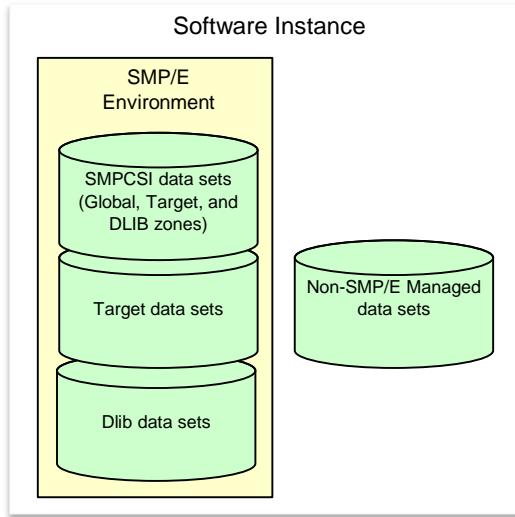 Software Instance
SMP/E
Environment
SMPCSI data sets
(Global, Target, and
DLIB zones)
Target data sets
Dlib data sets
Non-SMP/E Managed
data sets